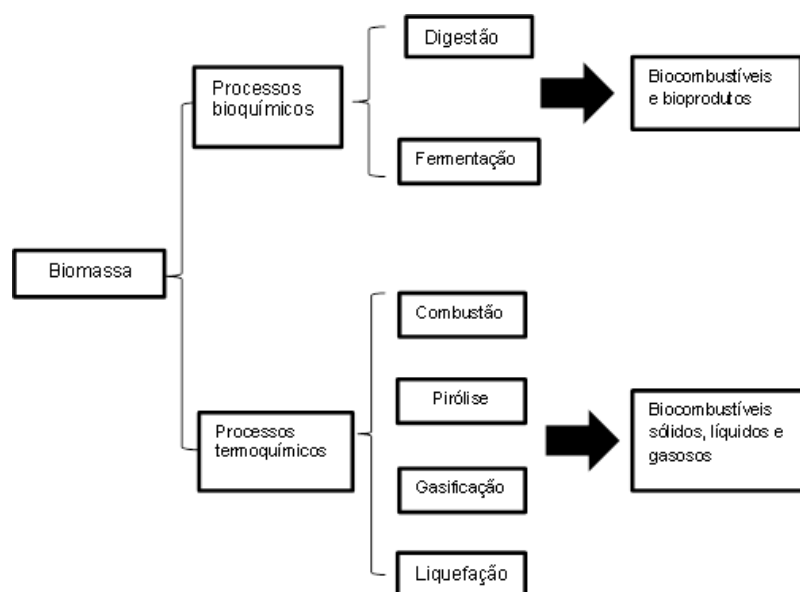 Digestão
Processos
bioquímicos
Biocombustíveis
e bioprodutos
Fermentação
Biomassa
Combustão
Pirólise
Processos
termoquímicos
Biocombustíveis
sólidos, líquidos e
gasosos
Gasificação
Liquefação